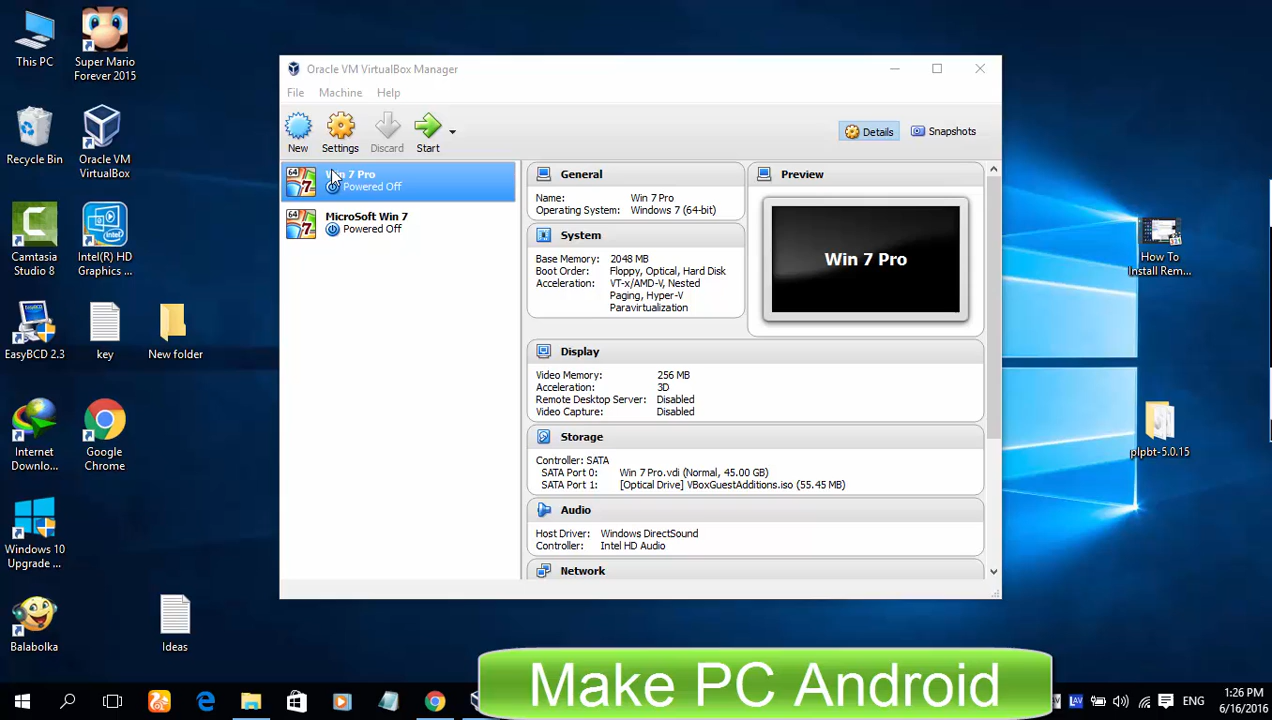 This PC
Super Mario
Forever 2015
Recycle Bin
Oracle VM
VirtualBox
Camtasia
Studio 8
Intel(R) HD
Graphics ...
EasyBCD 2.3
key
New folder
Internet
Downlo...
Google
Chrome
Windows 10
Upgrade ...
Balabolka
Ideas
Oracle VM VirtualBox Manager
File Machine Help
New Settings Discard Start
Details Snapshots
64
7
Win 7 Pro
Powered Off
64
7
MicroSoft Win 7
Powered Off
General
Name: Win 7 Pro
Operating System: Windows 7 (64-bit)
System
Base Memory: 2048 MB
Boot Order: Floppy, Optical, Hard Disk
Acceleration: VT-x/AMD-V, Nested
Paging, Hyper-V
Paravirtualization
Preview
Win 7 Pro
Display
Video Memory: 256 MB
Acceleration: 3D
Remote Desktop Server: Disabled
Video Capture: Disabled
Storage
Controller: SATA
SATA Port 0: Win 7 Pro.vdi (Normal, 45.00 GB)
SATA Port 1: [Optical Drive] VBoxGuestAdditions.iso (55.45 MB)
Audio
Host Driver: Windows DirectSound
Controller: Intel HD Audio
Network
How To
Install Rem...
plpbt-5.0.15
Make PC Android
ENG
1:26 PM
6/16/2016